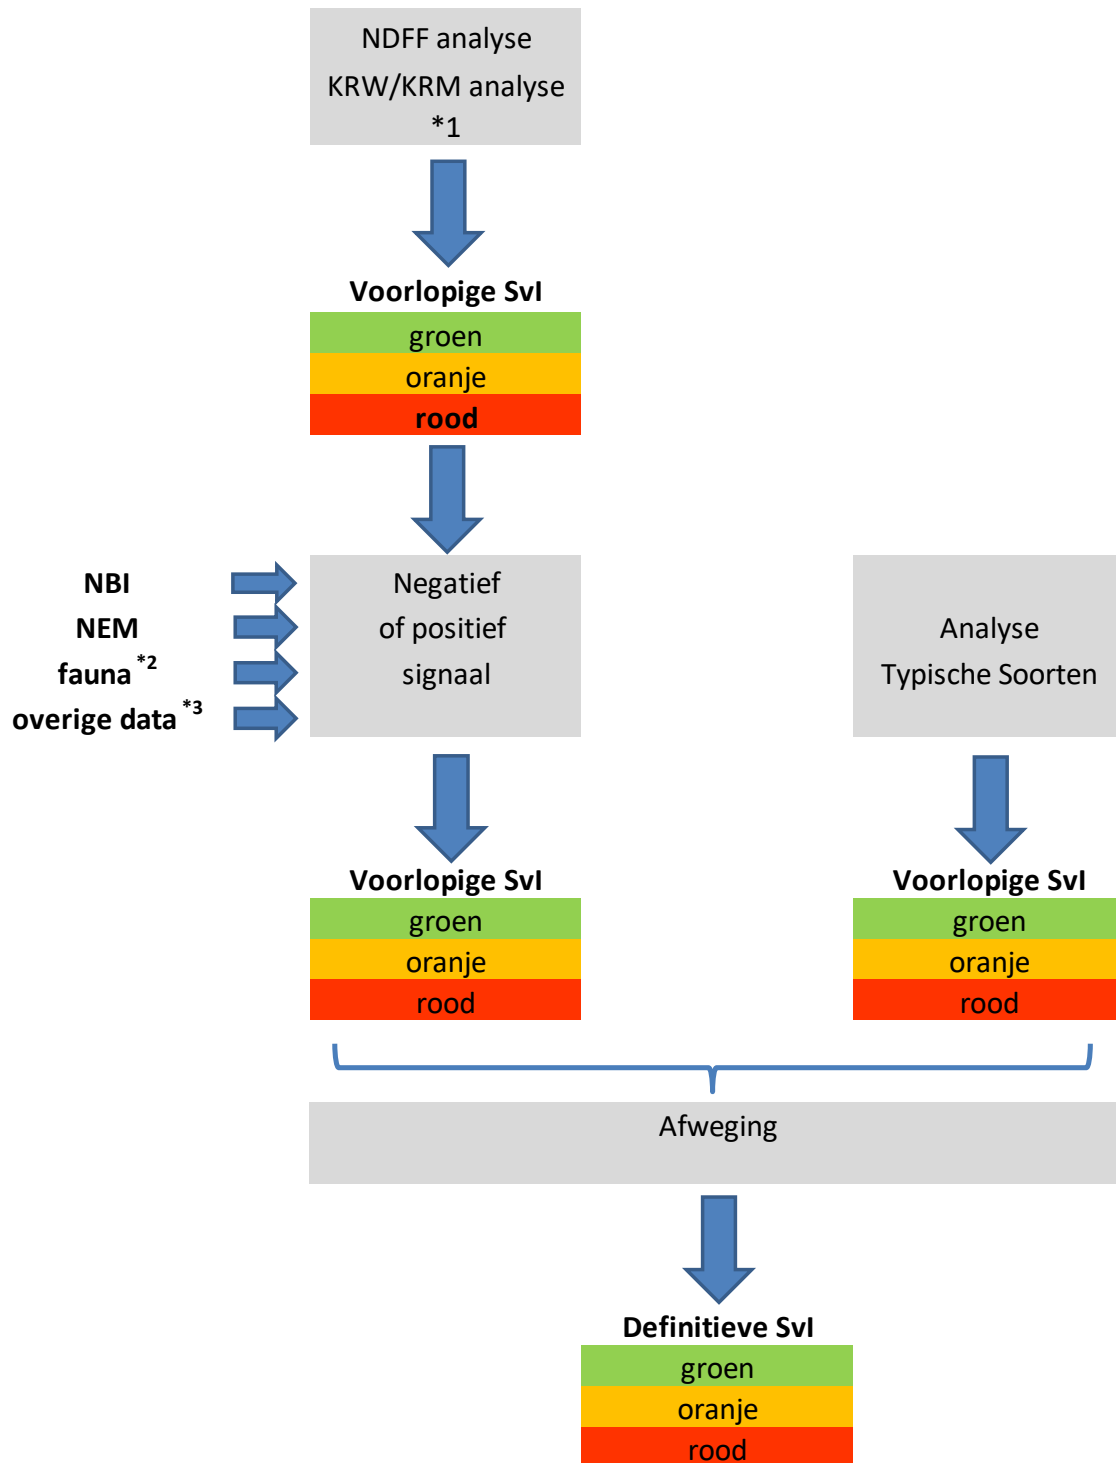 NDFF analyse
KRW/KRM analyse
*1
Voorlopige SvI
groen
oranje
rood
NBI
NEM
fauna *2
overige data *3
Negatief
of positief
signaal
Analyse
Typische Soorten
Voorlopige SvI
groen
oranje
rood
Voorlopige SvI
groen
oranje
rood
Afweging
Definitieve SvI
groen
oranje
rood